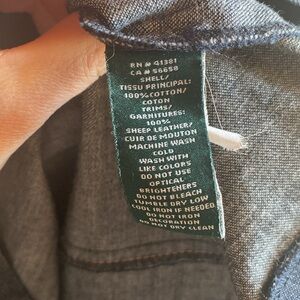 RN# 41381
CA# 56658
SHELL/
TISSU PRINCIPAL:
100% COTTON/
COTON
TRIMS/
GARNITURES:
100%
SHEEP LEATHER/
CUIR DE MOUTON
MACHINE WASH
COLD
WASH WITH
LIKE COLORS
DO NOT USE
OPTICAL
BRIGHTENERS
DO NOT BLEACH
TUMBLE DRY LOW
COOL IRON IF NEEDED
DO NOT IRON
DECORATION
DO NOT DRY CLEAN